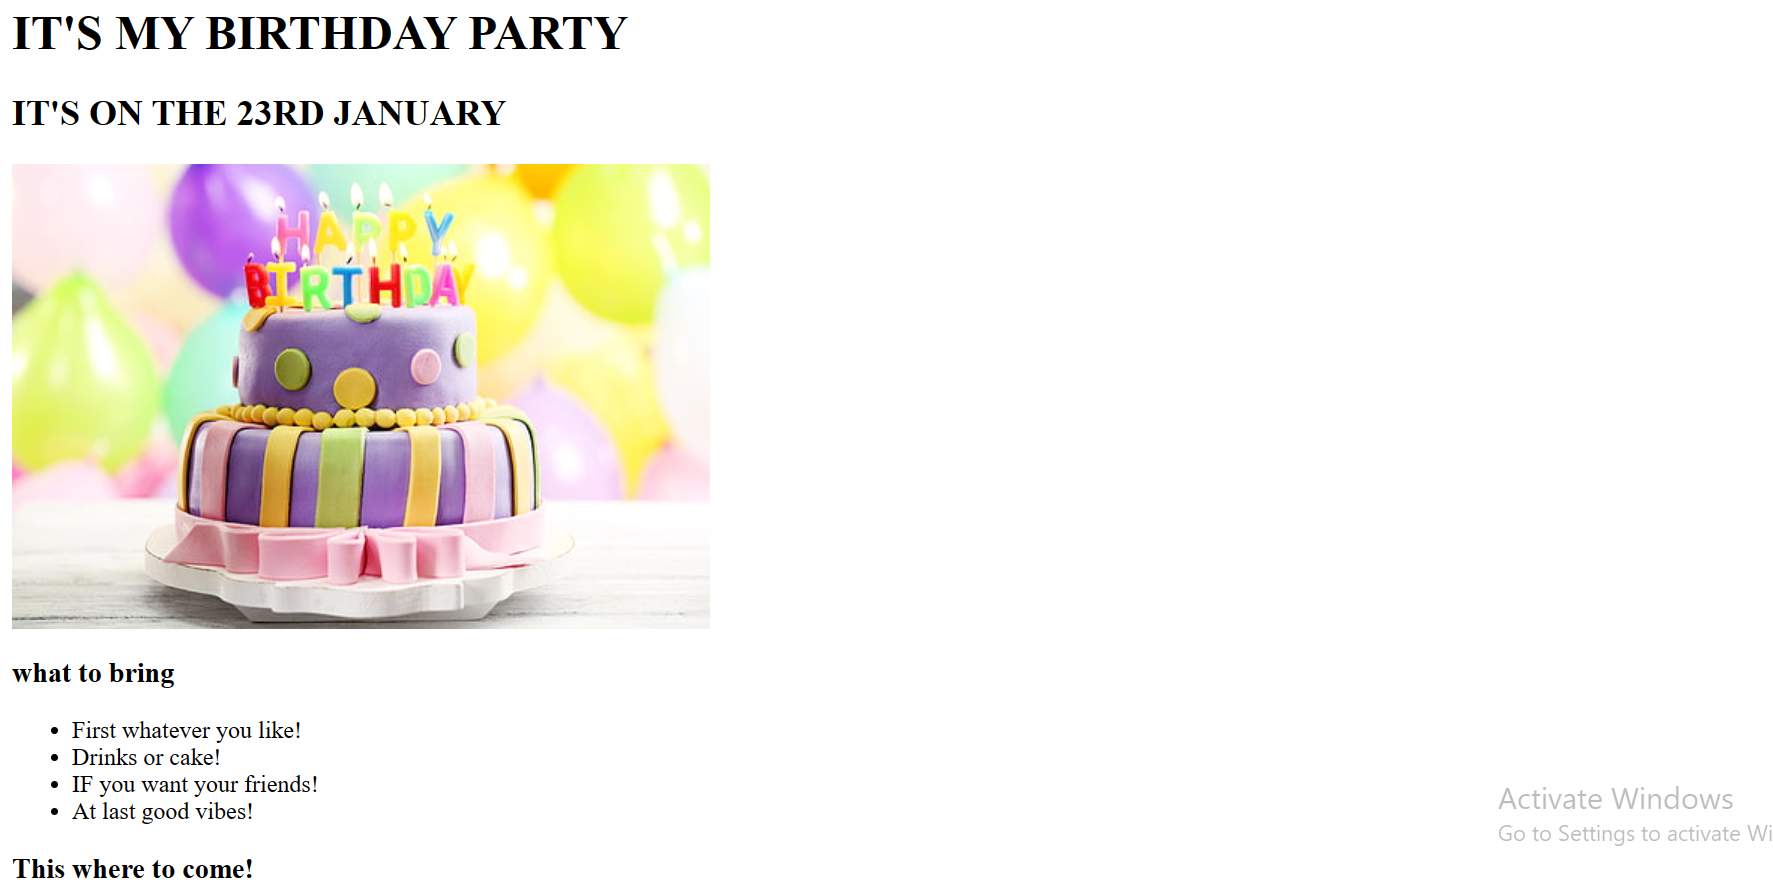 IT'S MY BIRTHDAY PARTY
IT'S ON THE 23RD JANUARY
HAPPY
BIRTHDAY
what to bring
First whatever you like!
Drinks or cake!
IF you want your friends!
At last good vibes!
This where to come!
Activate Windows
Go to Settings to activate Wi